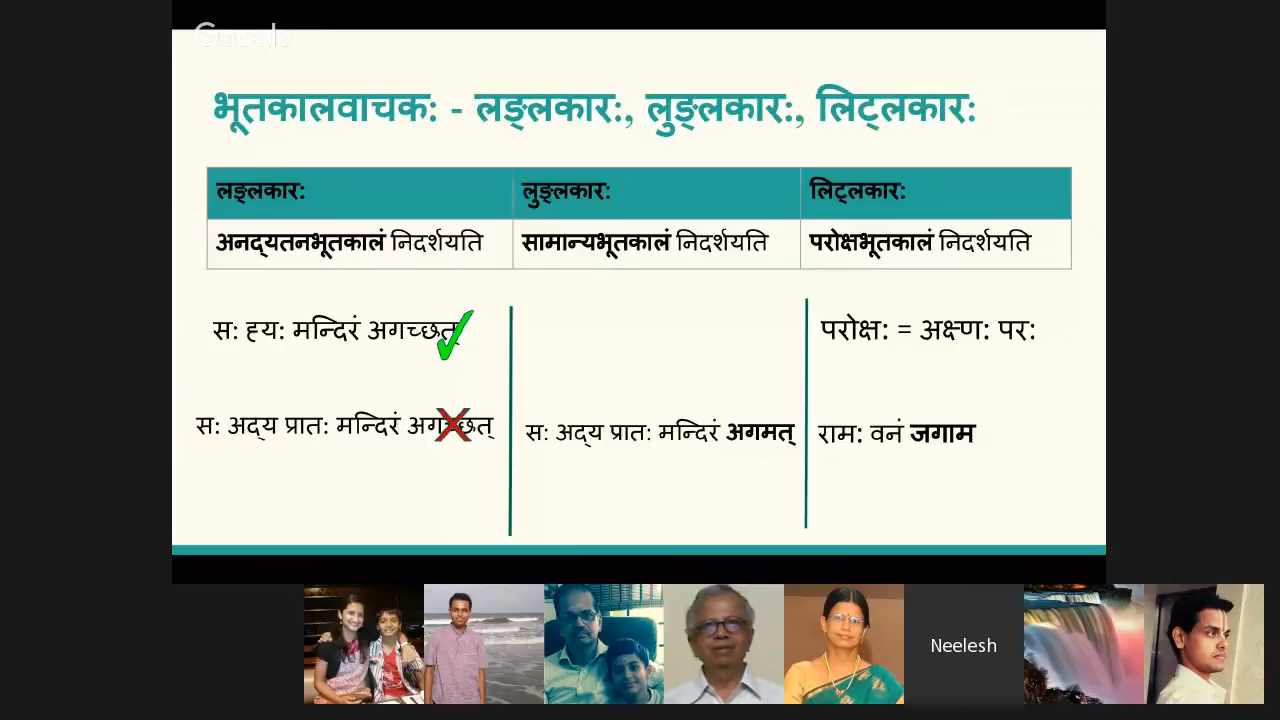 Google
भूतकालवाचक: - लङ्लकार:, लुङ्लकार:, लिट्लकार:
लङ्लकार:
लुङ्लकार:
लिट्लकार:
अनद्यतनभूतकालं निदर्शयति
सामान्यभूतकालं निदर्शयति
परोक्षभूतकालं निदर्शयति
स: ह्य: मन्दिरं अगच्छत्
परोक्ष: = अक्ष्ण: पर:
स: अद्य प्रात: मन्दिरं अगच्छत्
स: अद्य प्रात: मन्दिरं अगमत्
राम: वनं जगाम
Neelesh